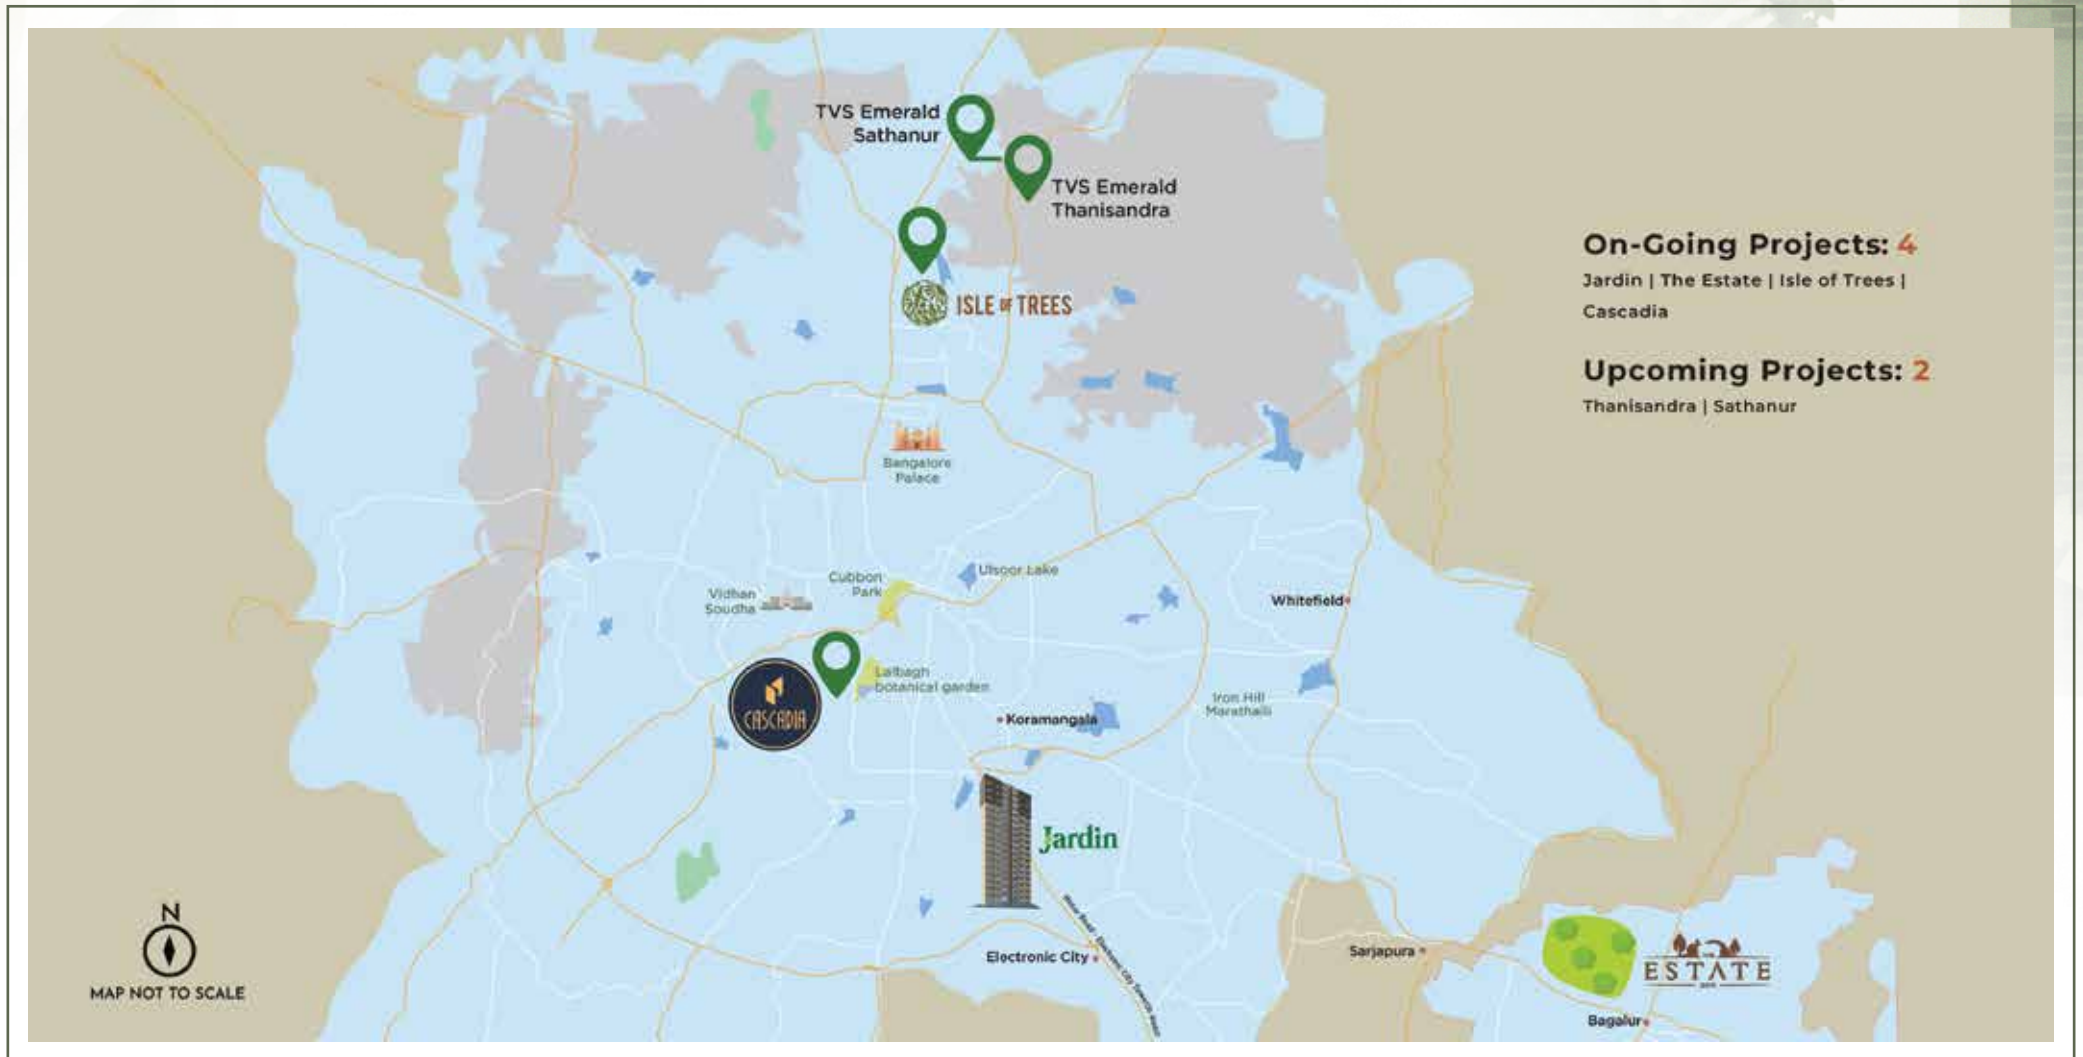 TVS Emerald
Sathanur
TVS Emerald
Thanisandra
ISLE OF TREES
On-Going Projects: 4
Jardin | The Estate | Isle of Trees |
Cascadia
Upcoming Projects: 2
Thanisandra | Sathanur
Bangalore
Palace
Cubbon
Park
Ulsoor Lake
Vidhan
Soudha
Whitefield
CASCADIA
Lalbagh
botanical garden
Koramangala
Iron Hill
Marathalli
Jardin
N
MAP NOT TO SCALE
Electronic City
Sarjapura
ESTATE
Bagalur